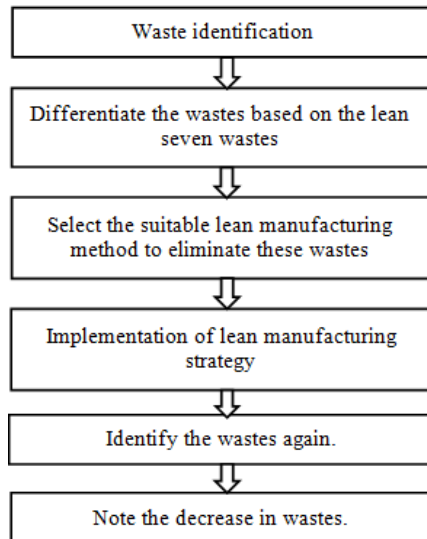 Waste identification
Differentiate the wastes based on the lean
seven wastes
Select the suitable lean manufacturing
method to eliminate these wastes
Implementation of lean manufacturing
strategy
Identify the wastes again.
Note the decrease in wastes.